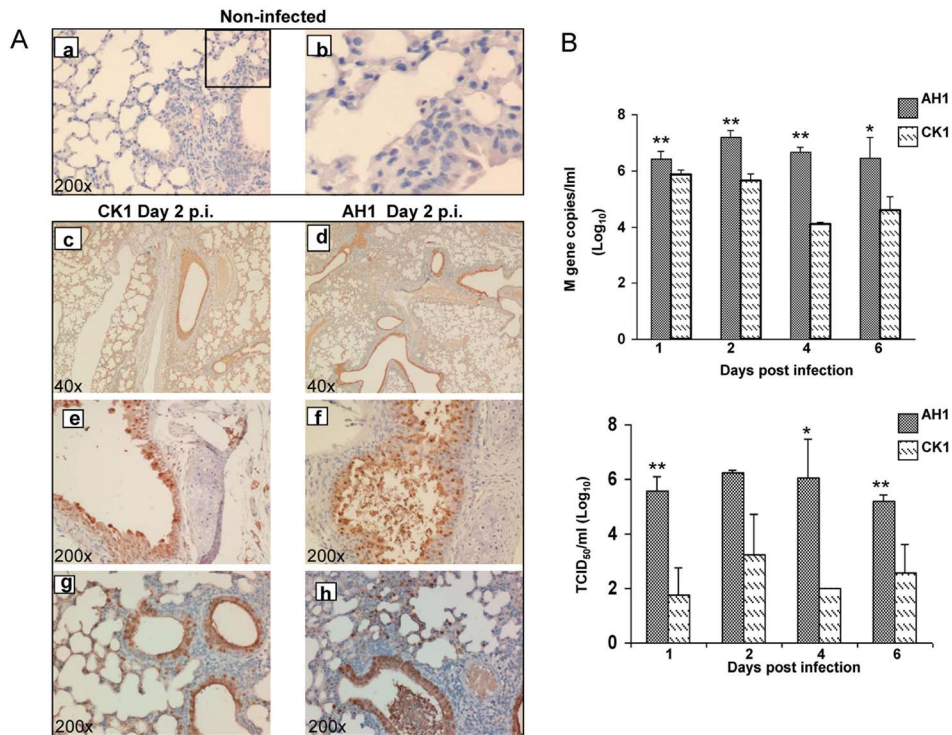 Non-infected
A
a
b
200x
CK1 Day 2 p.i.
AH1 Day 2 p.i.
c
d
40x
40x
e
f
200x
200x
g
h
200x
200x
B
AH1
CK1
8
6
4
2
0
M gene copies/lml
(Log10)
**
**
**
*
1
2
4
6
Days post infection
AH1
CK1
8
6
4
2
0
TCID50/ml (Log10)
**
*
**
1
2
4
6
Days post infection